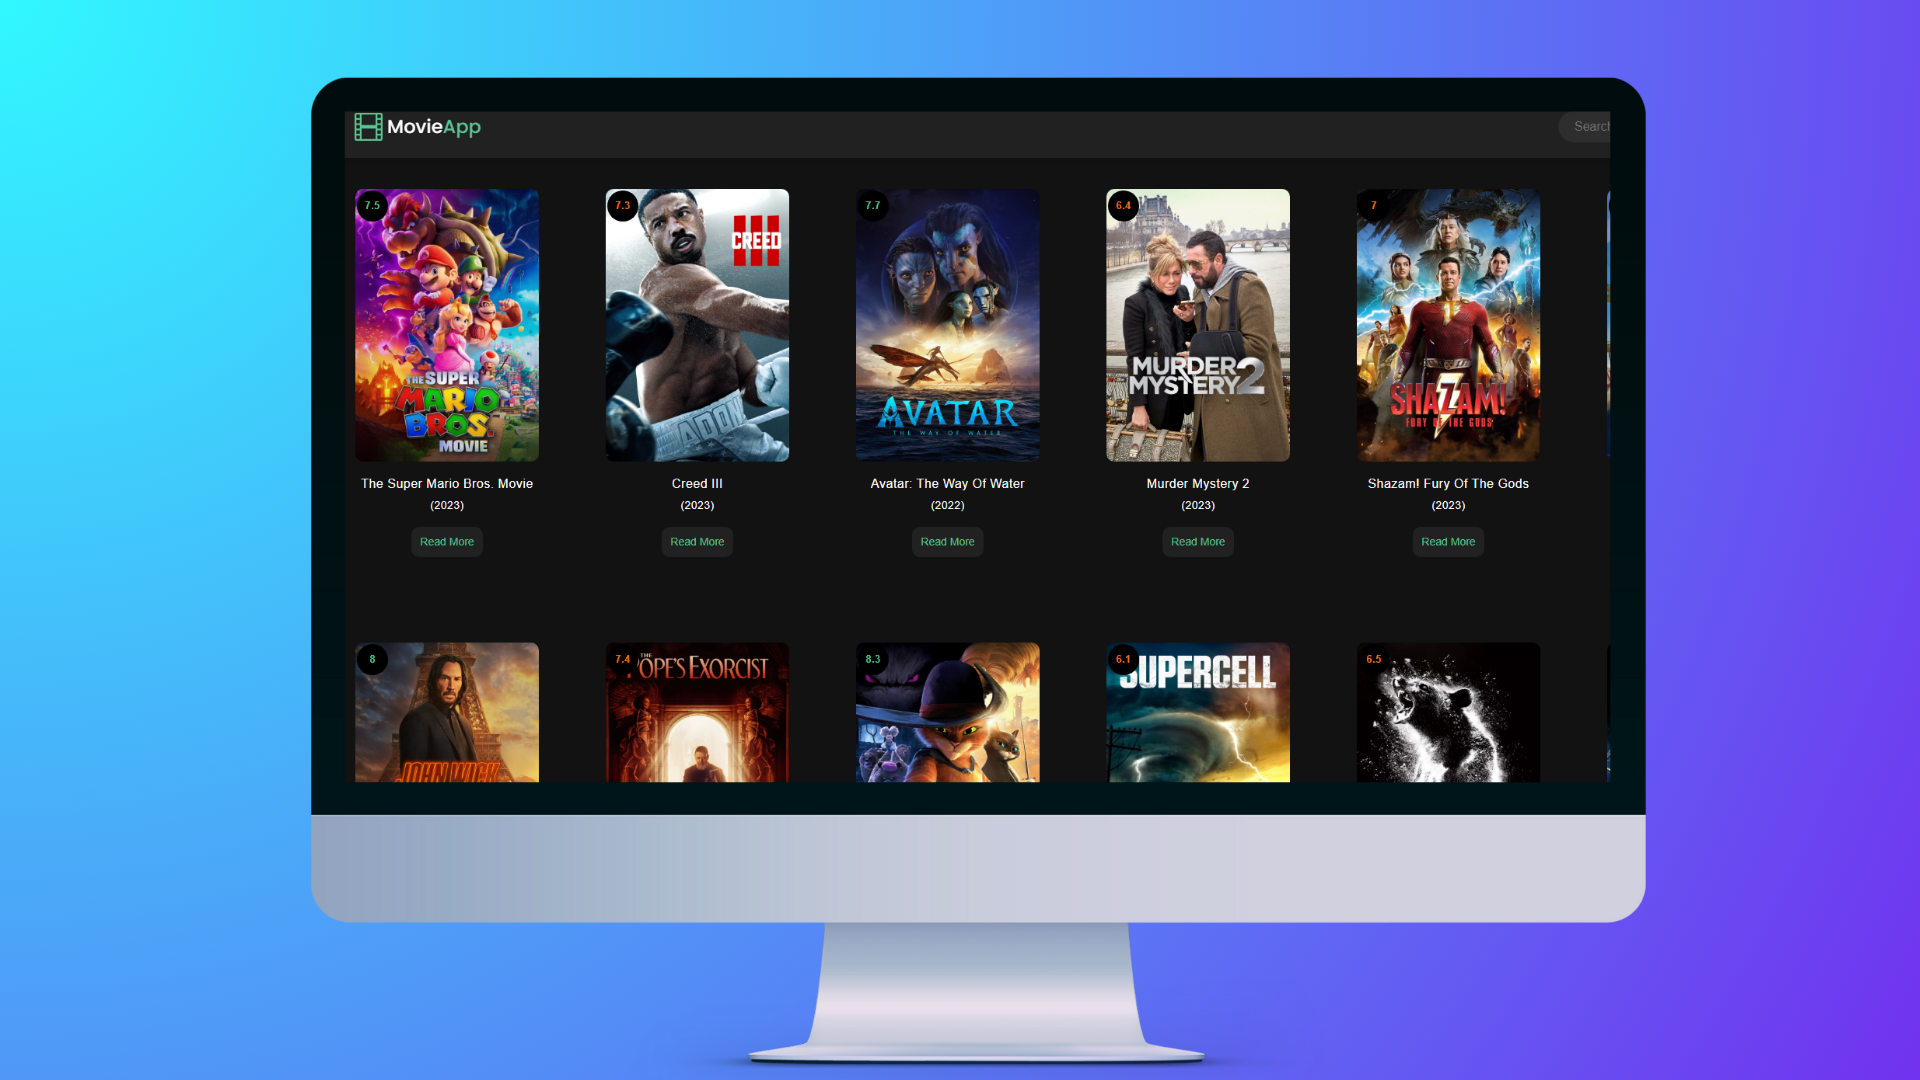 MovieApp
Search
7.5
THE SUPER
MARIO
BROS.
MOVIE
The Super Mario Bros. Movie
(2023)
Read More
7.3
CREED
III
Creed III
(2023)
Read More
7.7
AVATAR
THE WAY OF WATER
Avatar: The Way Of Water
(2022)
Read More
6.4
MURDER
MYSTERY 2
Murder Mystery 2
(2023)
Read More
7
SHAZAM!
FURY OF THE GODS
Shazam! Fury Of The Gods
(2023)
Read More
8
JOHN WICK
7.4
THE
POPE'S EXORCIST
8.3
6.1
SUPERCELL
6.5